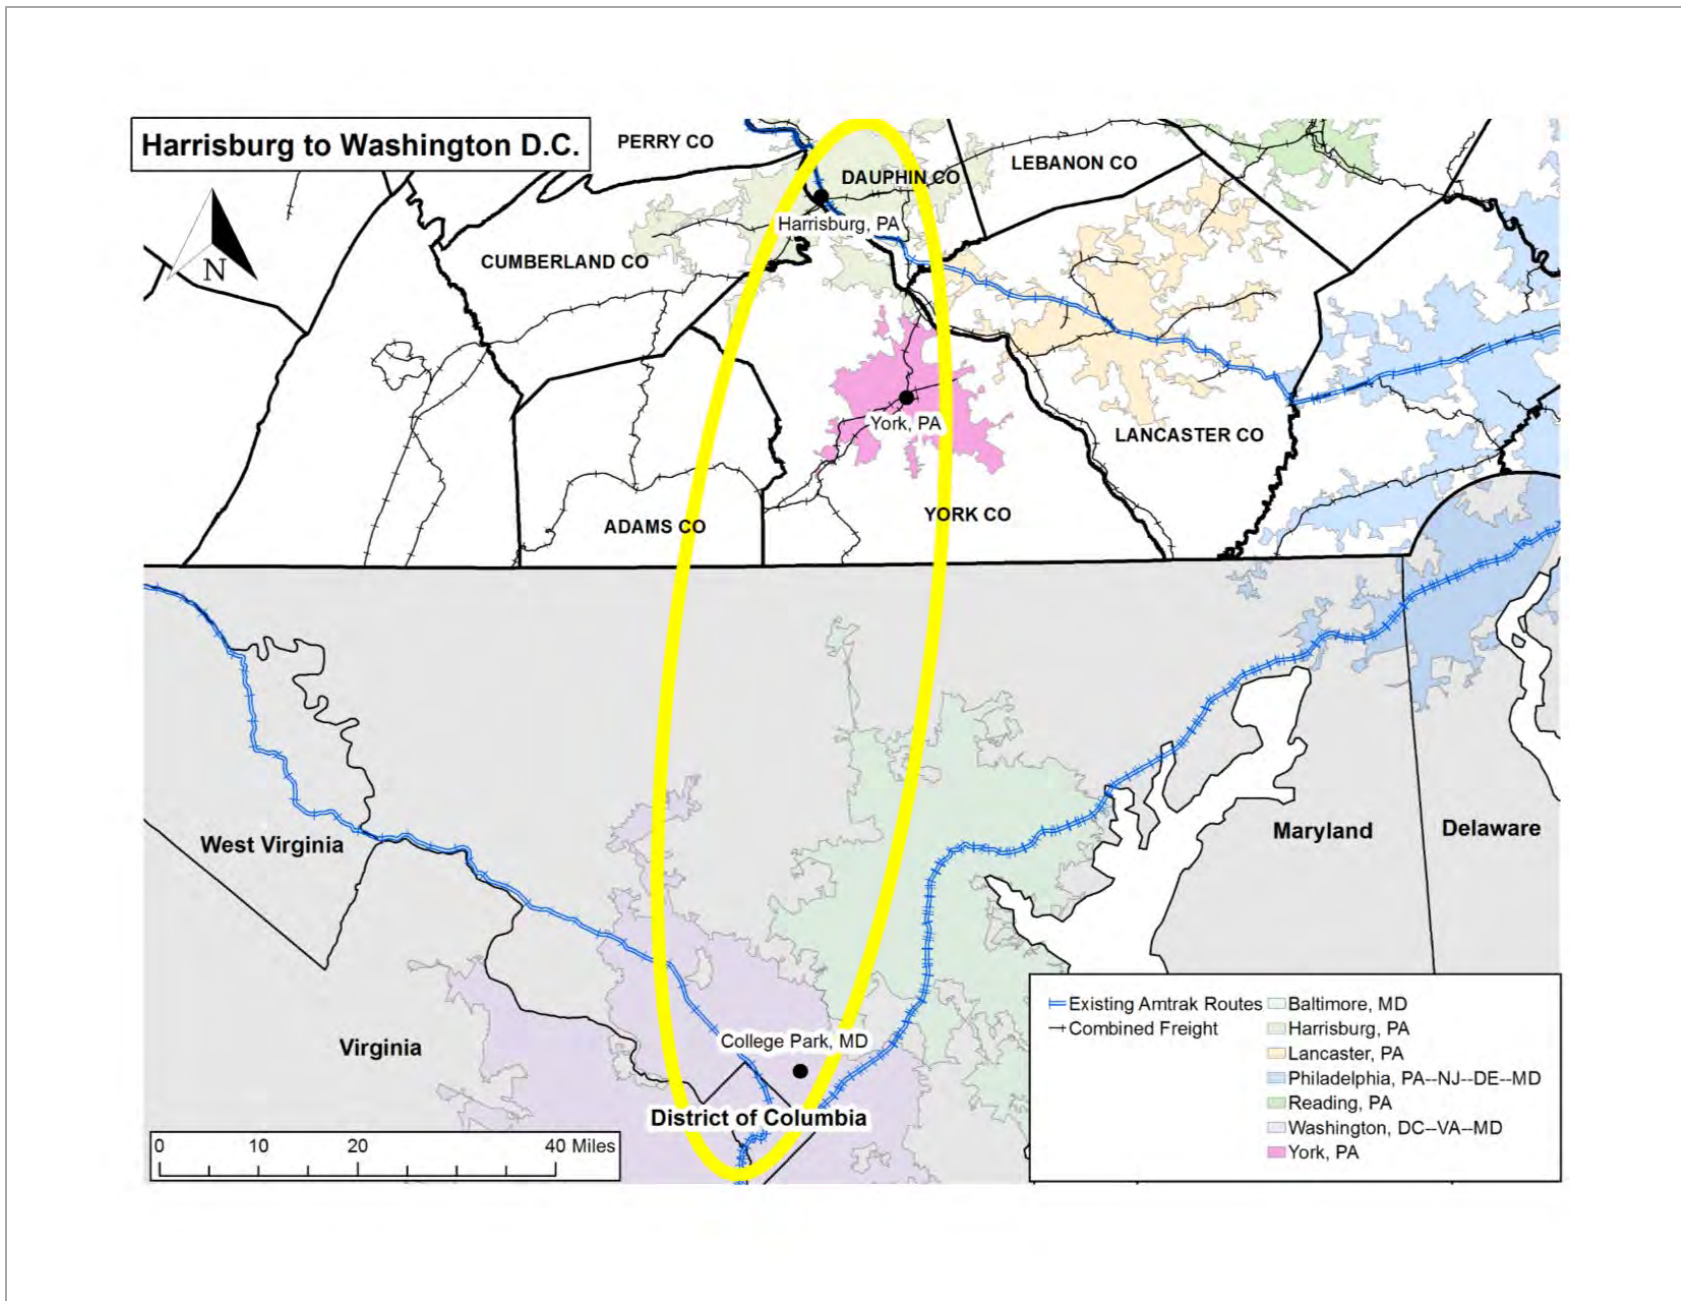 Harrisburg to Washington D.C.
PERRY CO
LEBANON CO
DAUPHIN CO
Harrisburg, PA
CUMBERLAND CO
N
York, PA
LANCASTER CO
ADAMS CO
YORK CO
West Virginia
Maryland
Delaware
Virginia
College Park, MD
District of Columbia
0 10 20 40 Miles
Existing Amtrak Routes
Combined Freight
Baltimore, MD
Harrisburg, PA
Lancaster, PA
Philadelphia, PA--NJ--DE--MD
Reading, PA
Washington, DC--VA--MD
York, PA